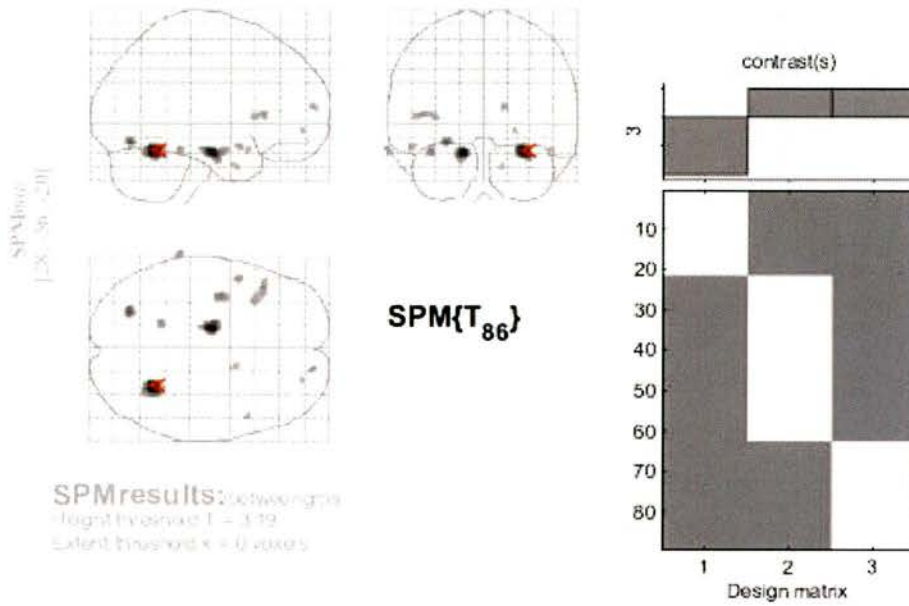 contrast(s)
3
SPMmip
SPM{T86}
10
20
30
40
50
60
70
80
1 2 3
Design matrix
SPMresults:
Height threshold T = 3.19
Extent threshold k = 0 voxels